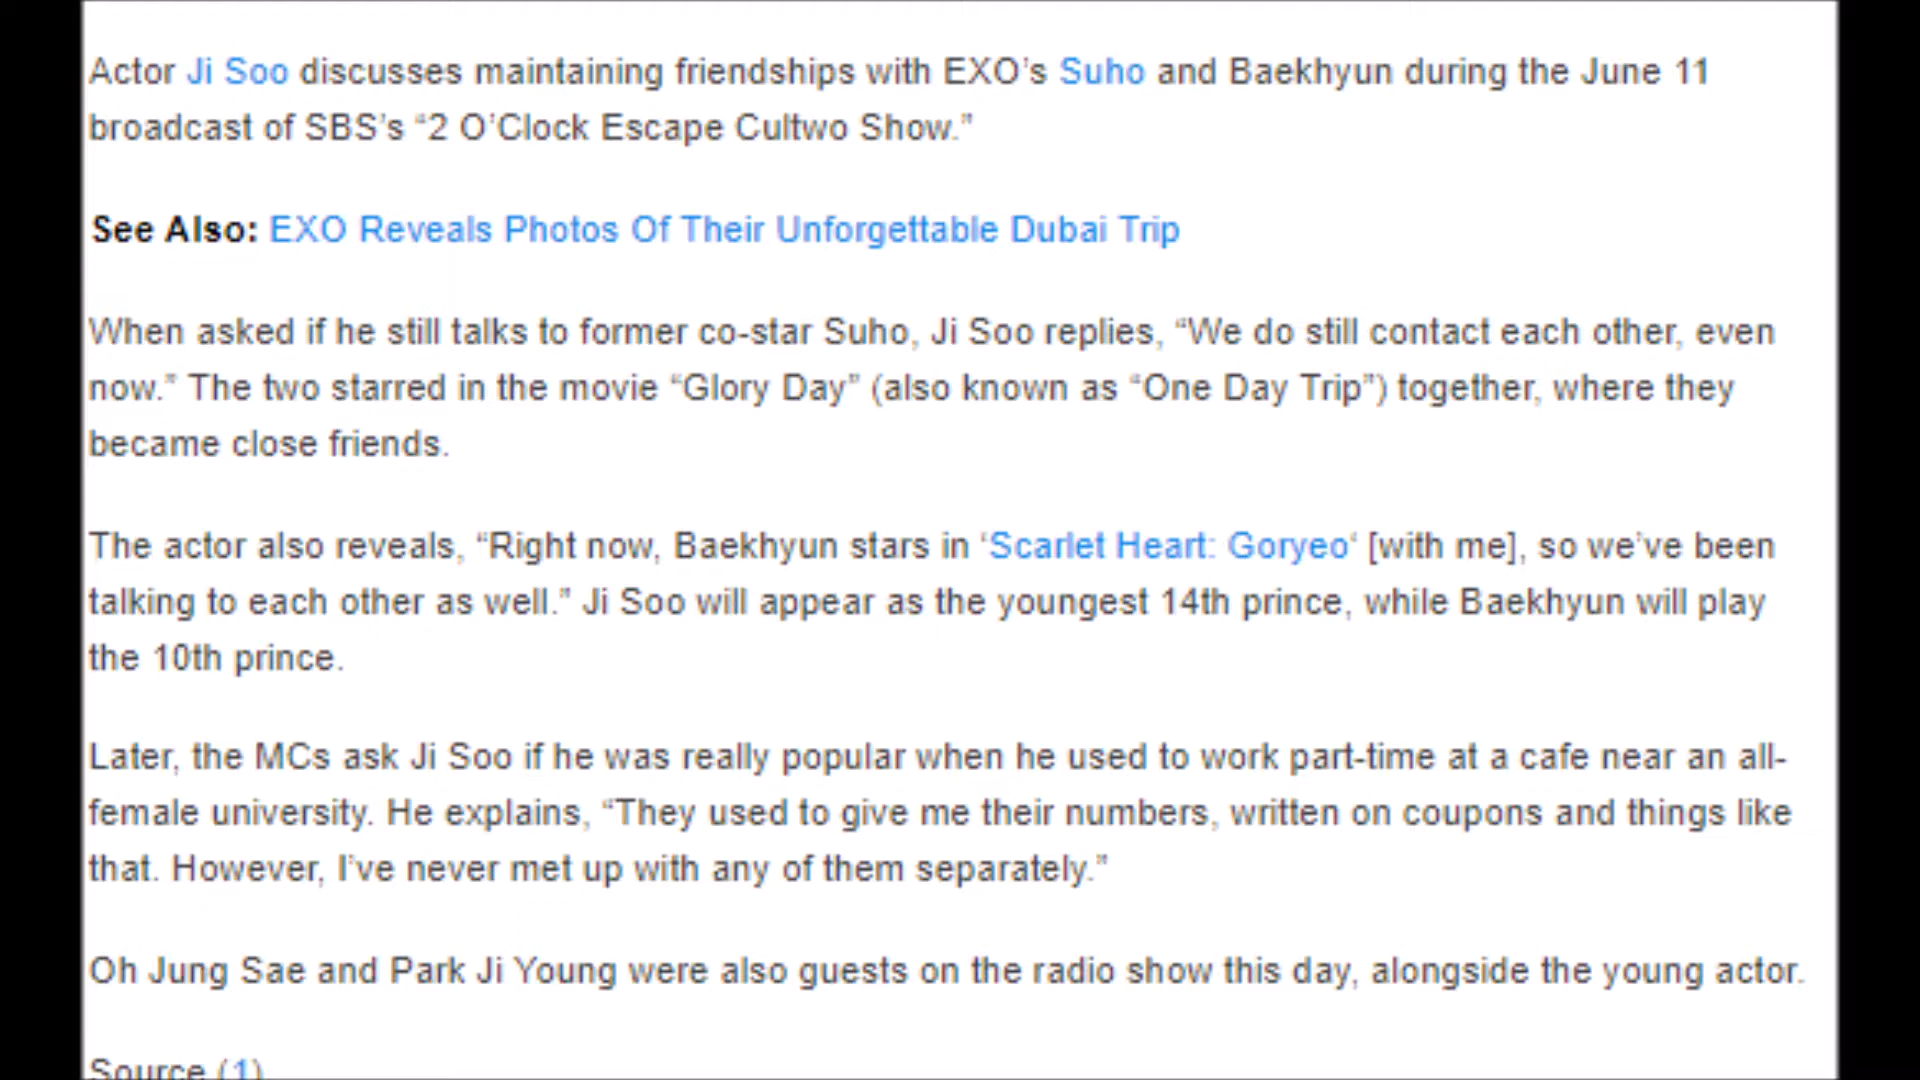 Actor Ji Soo discusses maintaining friendships with EXO’s Suho and Baekhyun during the June 11
broadcast of SBS’s “2 O’Clock Escape Cultwo Show.”
See Also: EXO Reveals Photos Of Their Unforgettable Dubai Trip
When asked if he still talks to former co-star Suho, Ji Soo replies, “We do still contact each other, even
now.” The two starred in the movie “Glory Day” (also known as “One Day Trip”) together, where they
became close friends.
The actor also reveals, “Right now, Baekhyun stars in ‘Scarlet Heart: Goryeo‘ [with me], so we’ve been
talking to each other as well.” Ji Soo will appear as the youngest 14th prince, while Baekhyun will play
the 10th prince.
Later, the MCs ask Ji Soo if he was really popular when he used to work part-time at a cafe near an all-
female university. He explains, “They used to give me their numbers, written on coupons and things like
that. However, I’ve never met up with any of them separately.”
Oh Jung Sae and Park Ji Young were also guests on the radio show this day, alongside the young actor.
Source (1)